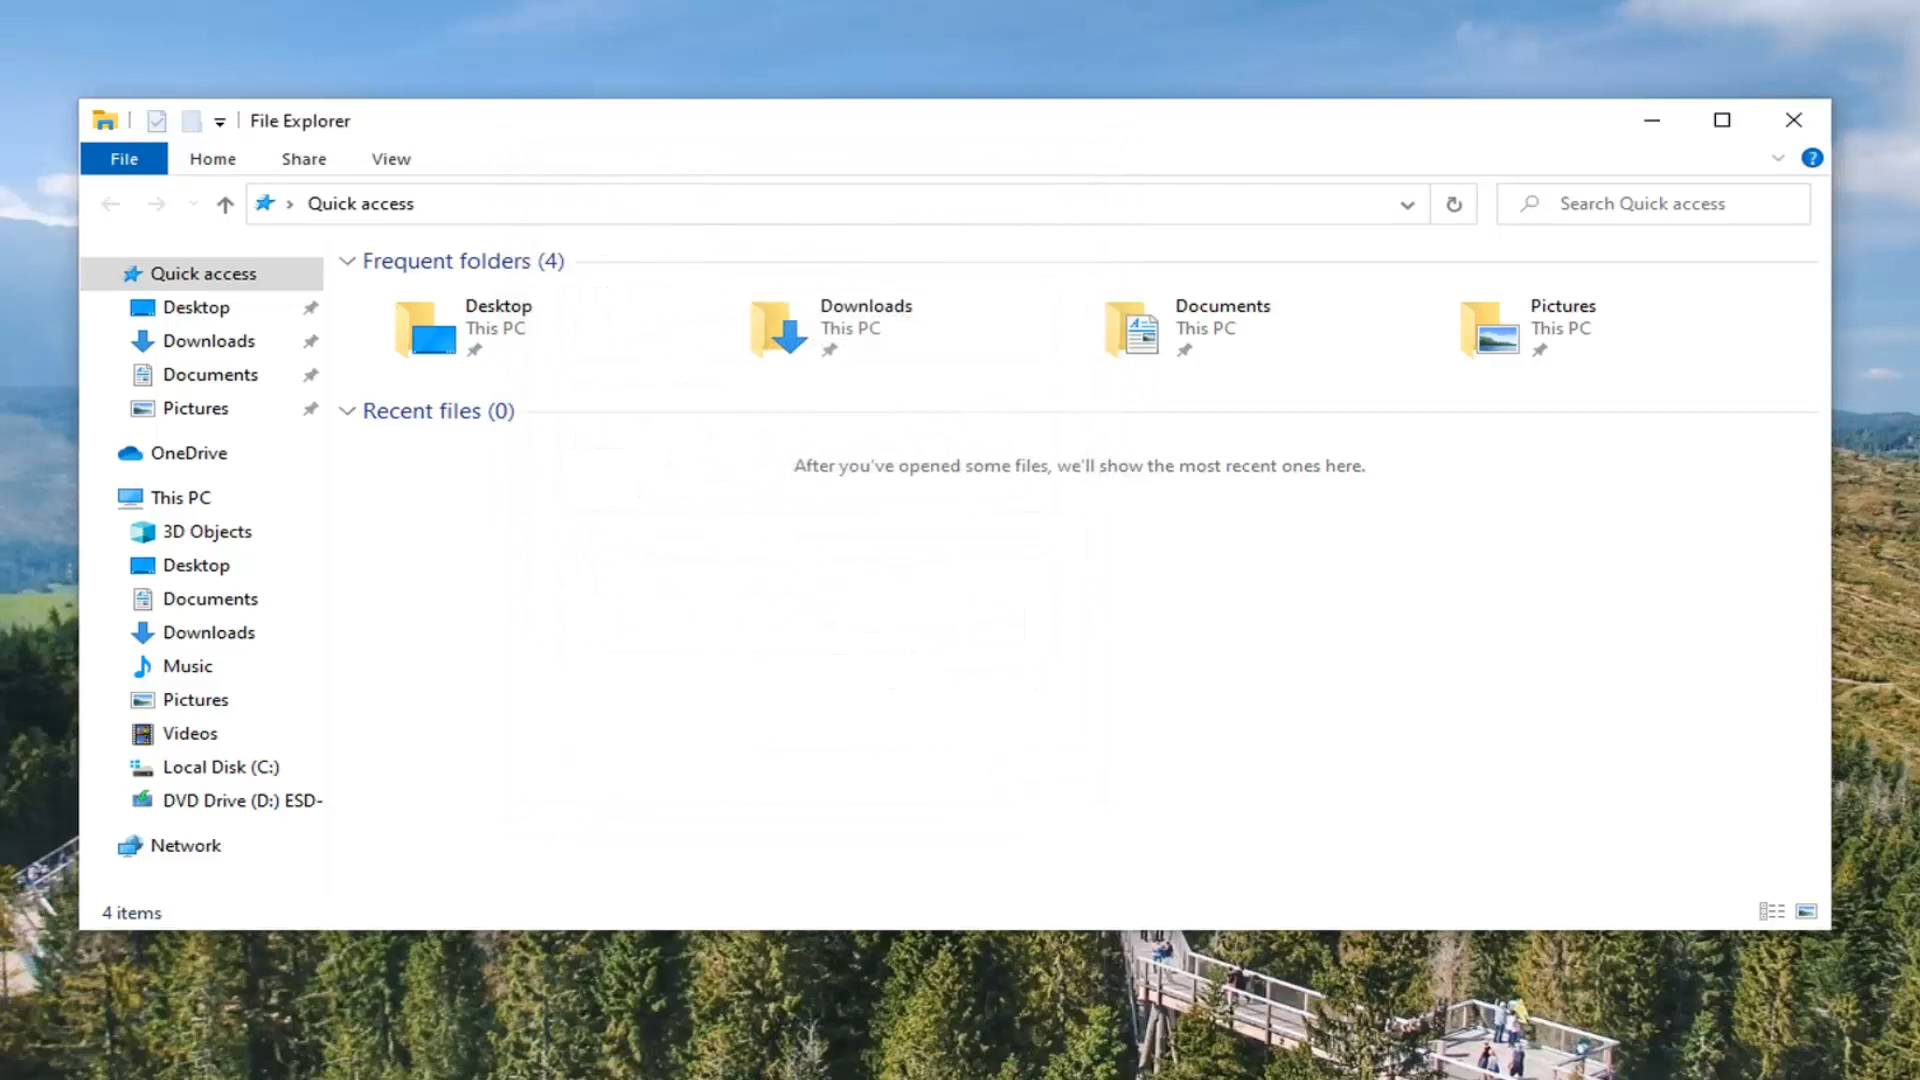 File Explorer
File Home Share View
?
Quick access
Search Quick access
Quick access
Desktop
Downloads
Documents
Pictures
OneDrive
This PC
3D Objects
Desktop
Documents
Downloads
Music
Pictures
Videos
Local Disk (C:)
DVD Drive (D:) ESD-
Network
Frequent folders (4)
Desktop
This PC
Downloads
This PC
Documents
This PC
Pictures
This PC
Recent files (0)
After you've opened some files, we'll show the most recent ones here.
4 items